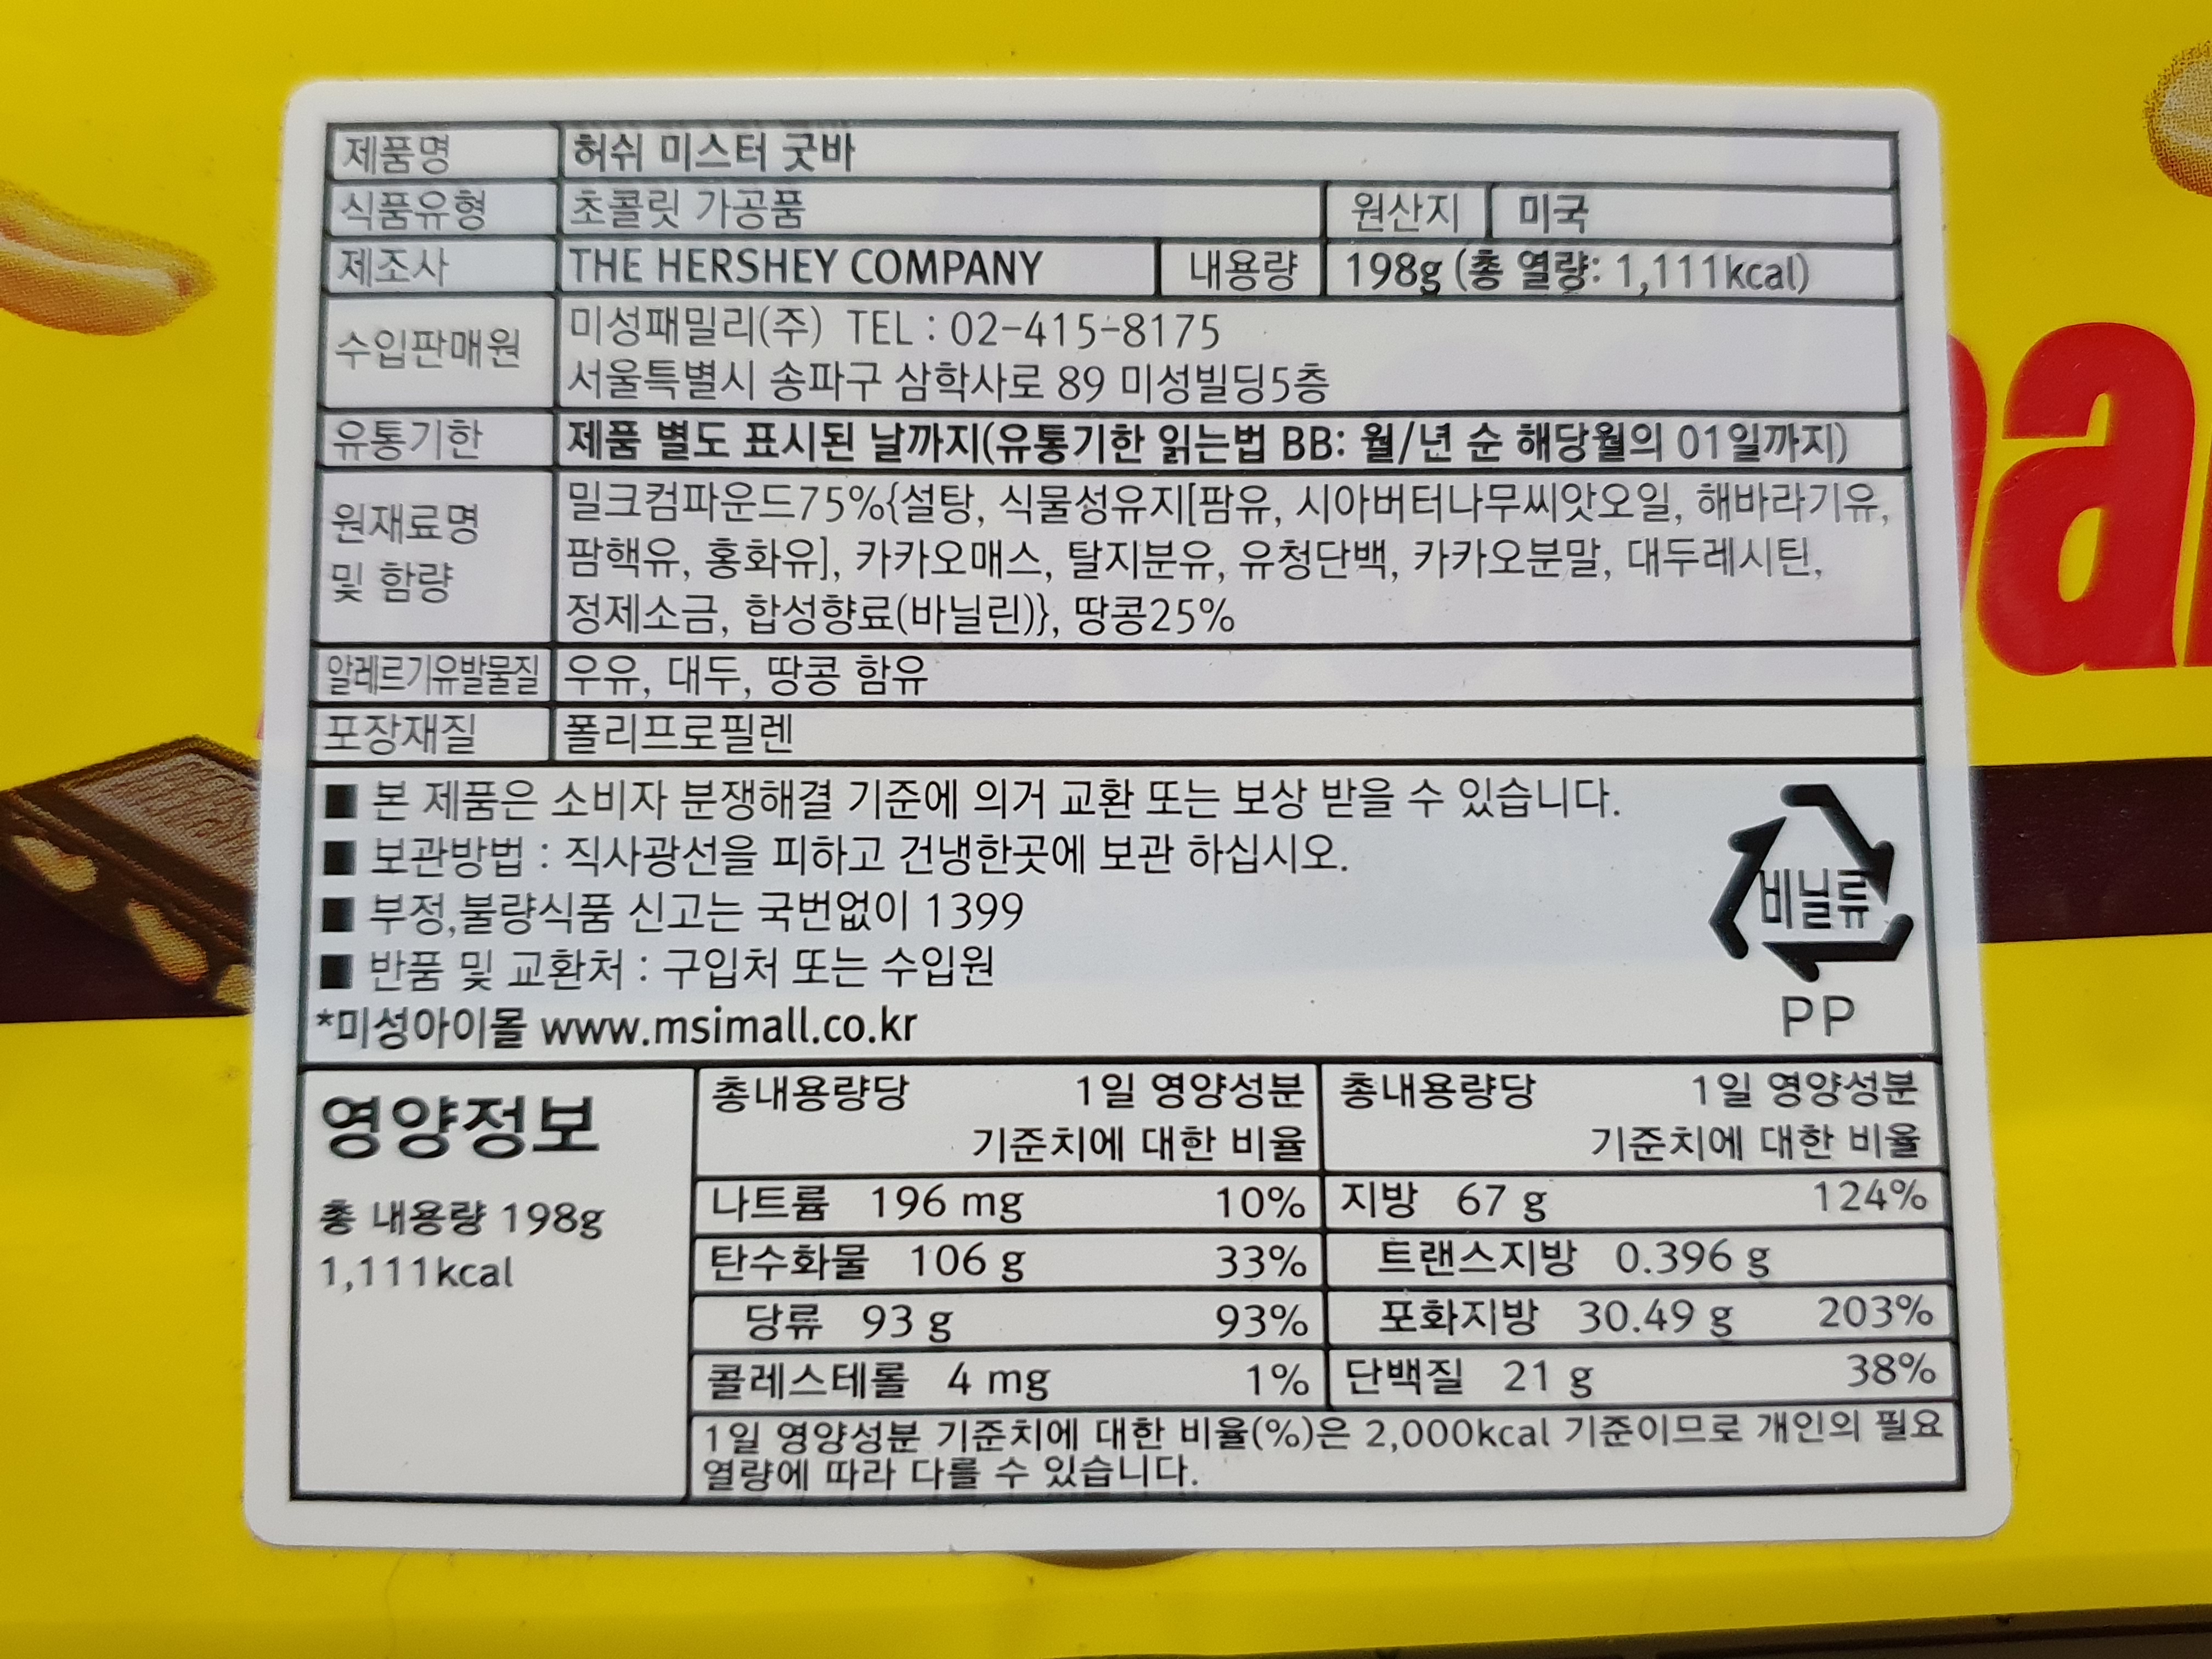 제품명 허쉬 미스터 굿바
식품유형 초콜릿 가공품 원산지 미국
제조사 THE HERSHEY COMPANY 내용량 198g (총 열량: 1,111kcal)
수입판매원 미성패밀리(주) TEL : 02-415-8175
서울특별시 송파구 삼학사로 89 미성빌딩5층
유통기한 제품 별도 표시된 날까지(유통기한 읽는법 BB: 월/년 순 해당월의 01일까지)
원재료명 및 함량 밀크컴파운드75%{설탕, 식물성유지[팜유, 시아버터나무씨앗오일, 해바라기유,
팜핵유, 홍화유], 카카오매스, 탈지분유, 유청단백, 카카오분말, 대두레시틴,
정제소금, 합성향료(바닐린)}, 땅콩25%
알레르기유발물질 우유, 대두, 땅콩 함유
포장재질 폴리프로필렌
■ 본 제품은 소비자 분쟁해결 기준에 의거 교환 또는 보상 받을 수 있습니다.
■ 보관방법 : 직사광선을 피하고 건냉한곳에 보관 하십시오.
■ 부정,불량식품 신고는 국번없이 1399
■ 반품 및 교환처 : 구입처 또는 수입원
*미성아이몰 www.msimall.co.kr
비닐류
PP
영양정보
총 내용량 198g
1,111kcal
총내용량당 1일 영양성분
기준치에 대한 비율
총내용량당 1일 영양성분
기준치에 대한 비율
나트륨 196 mg 10% 지방 67 g 124%
탄수화물 106 g 33% 트랜스지방 0.396 g
당류 93 g 93% 포화지방 30.49 g 203%
콜레스테롤 4 mg 1% 단백질 21 g 38%
1일 영양성분 기준치에 대한 비율(%)은 2,000kcal 기준이므로 개인의 필요
열량에 따라 다를 수 있습니다.